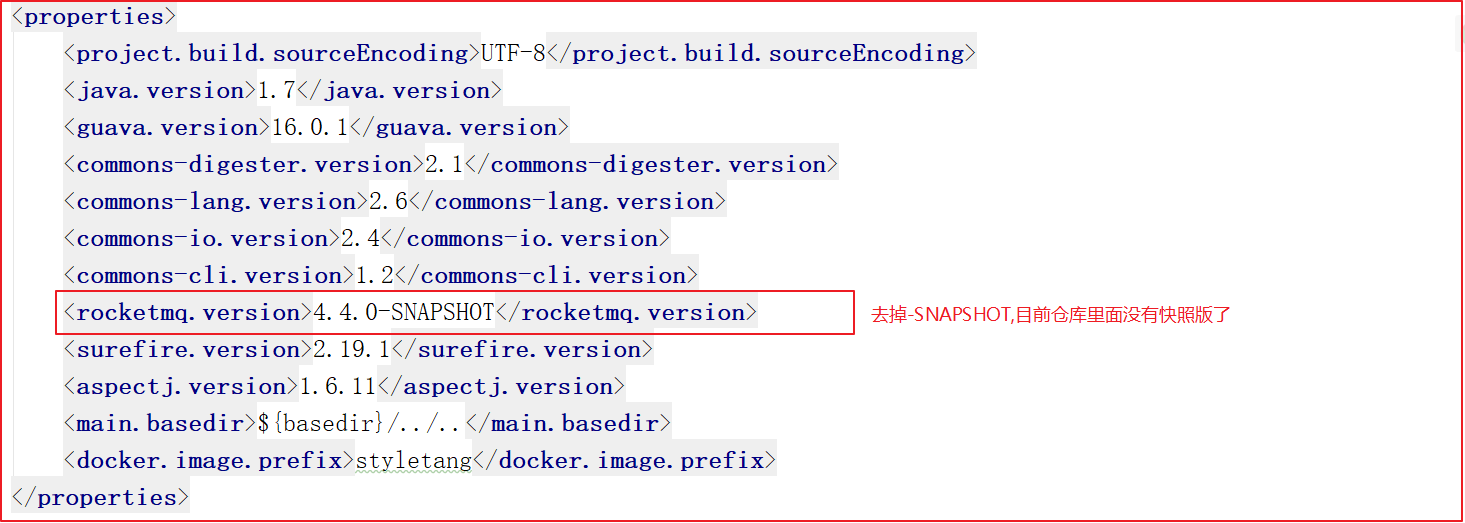 <properties>
<project.build.sourceEncoding>UTF-8</project.build.sourceEncoding>
<java.version>1.7</java.version>
<guava.version>16.0.1</guava.version>
<commons-digester.version>2.1</commons-digester.version>
<commons-lang.version>2.6</commons-lang.version>
<commons-io.version>2.4</commons-io.version>
<commons-cli.version>1.2</commons-cli.version>
<rocketmq.version>4.4.0-SNAPSHOT</rocketmq.version> 去掉-SNAPSHOT,目前仓库里面没有快照版了
<surefire.version>2.19.1</surefire.version>
<aspectj.version>1.6.11</aspectj.version>
<main.basedir>${basedir}/../..</main.basedir>
<docker.image.prefix>styletang</docker.image.prefix>
</properties>